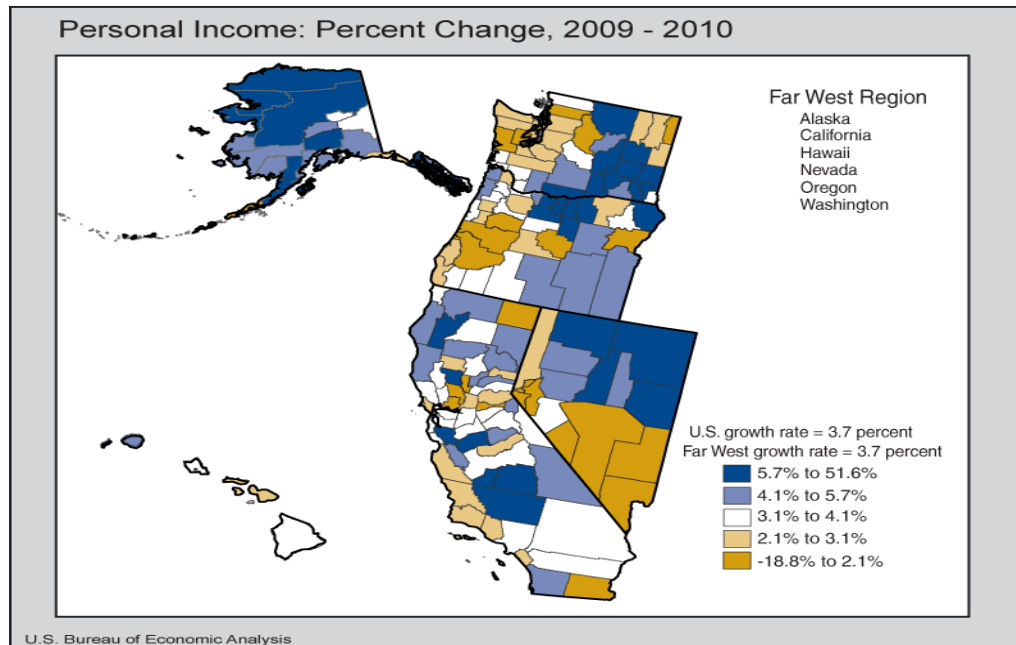 Personal Income: Percent Change, 2009 - 2010
Far West Region
Alaska
California
Hawaii
Nevada
Oregon
Washington
U.S. growth rate = 3.7 percent
Far West growth rate = 3.7 percent
5.7% to 51.6%
4.1% to 5.7%
3.1% to 4.1%
2.1% to 3.1%
-18.8% to 2.1%
U.S. Bureau of Economic Analysis